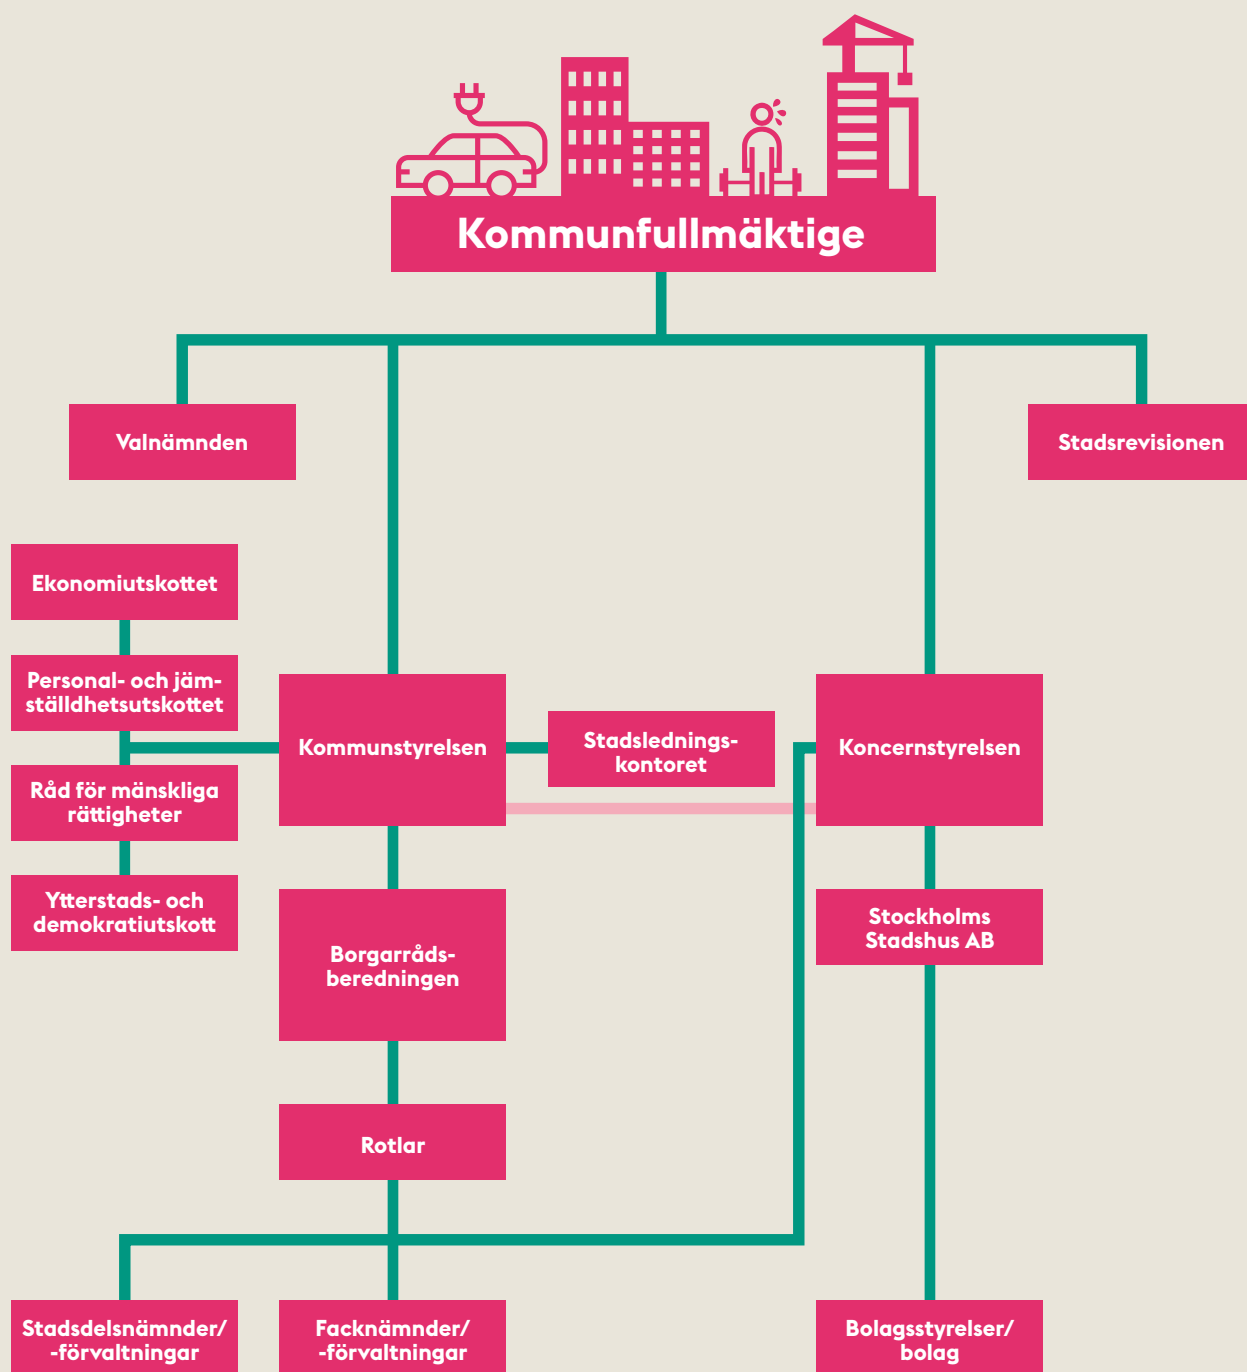 Kommunfullmäktige
Valnämnden
Stadsrevisionen
Ekonomiutskottet
Personal- och jäm-
ställdhetsutskottet
Råd för mänskliga
rättigheter
Ytterstads- och
demokratiutskott
Kommunstyrelsen
Stadslednings-
kontoret
Koncernstyrelsen
Borgarråds-
beredningen
Stockholms
Stadshus AB
Rotlar
Stadsdelsnämnder/
-förvaltningar
Facknämnder/
-förvaltningar
Bolagsstyrelser/
bolag